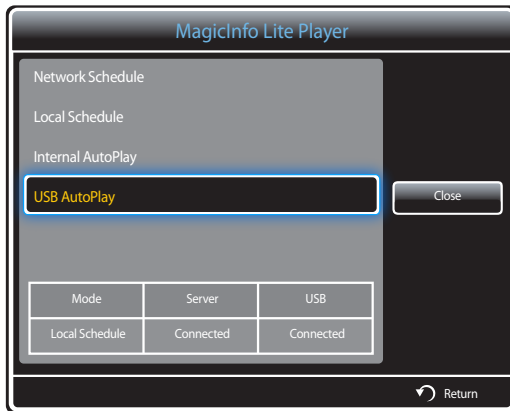 MagicInfo Lite Player
Network Schedule
Local Schedule
Internal AutoPlay
USB AutoPlay
Close
Mode Server USB
Local Schedule Connected Connected
Return